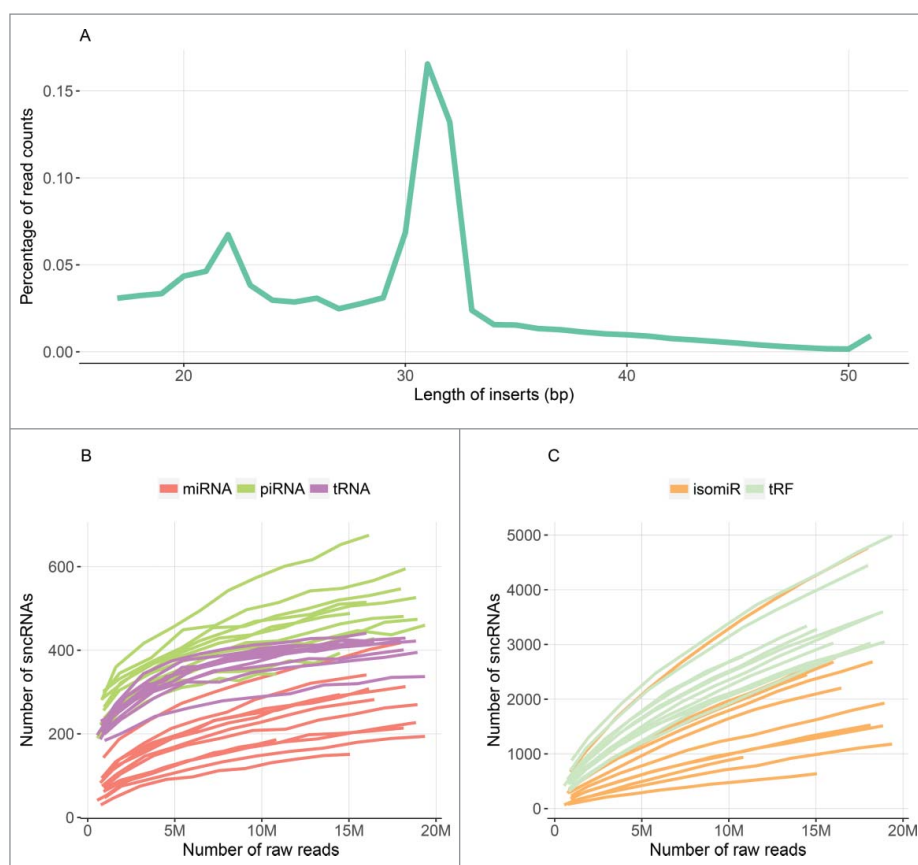 A
Percentage of read counts
0.15
0.10
0.05
0.00
20 30 40 50
Length of inserts (bp)
B
miRNA piRNA tRNA
Number of sncRNAs
600
400
200
0
0 5M 10M 15M 20M
Number of raw reads
C
isomiR tRF
Number of sncRNAs
5000
4000
3000
2000
1000
0
0 5M 10M 15M 20M
Number of raw reads